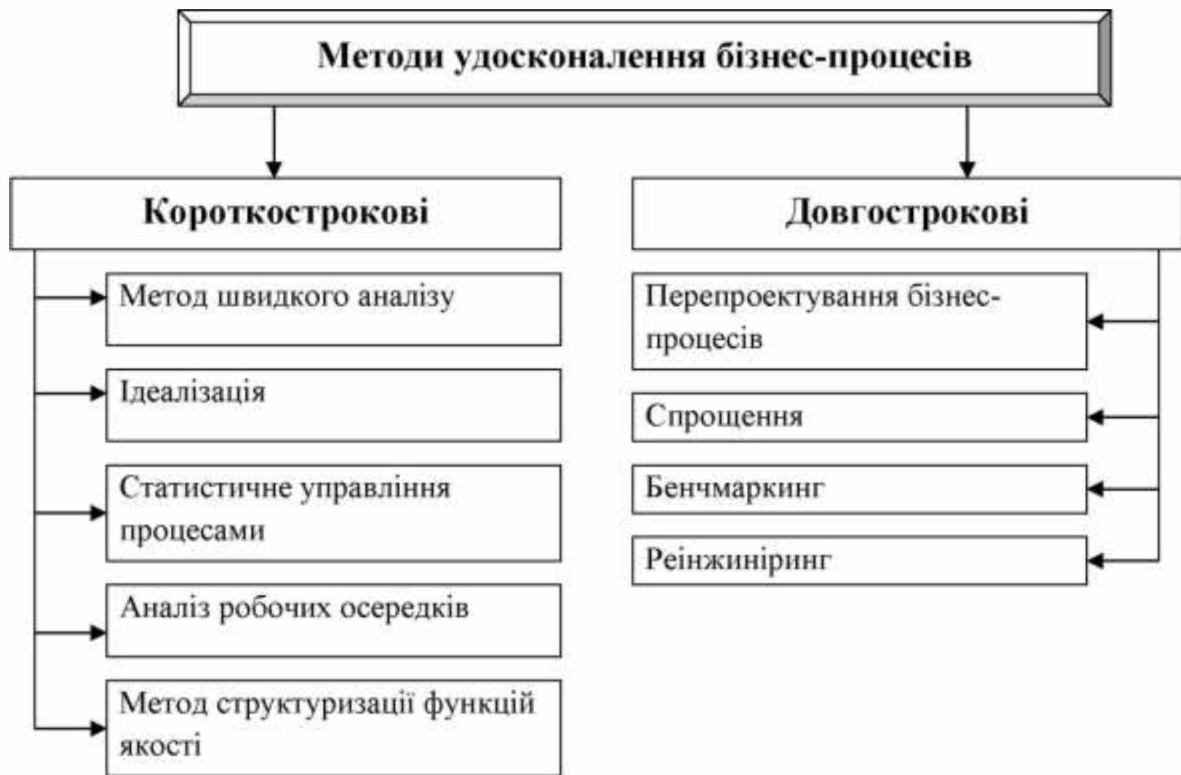 Методи удосконалення бізнес-процесів
Короткострокові
Метод швидкого аналізу
Ідеалізація
Статистичне управління
процесами
Аналіз робочих осередків
Метод структуризації функцій
якості
Довгострокові
Перепроектування бізнес-
процесів
Спрощення
Бенчмаркинг
Реінжиніринг